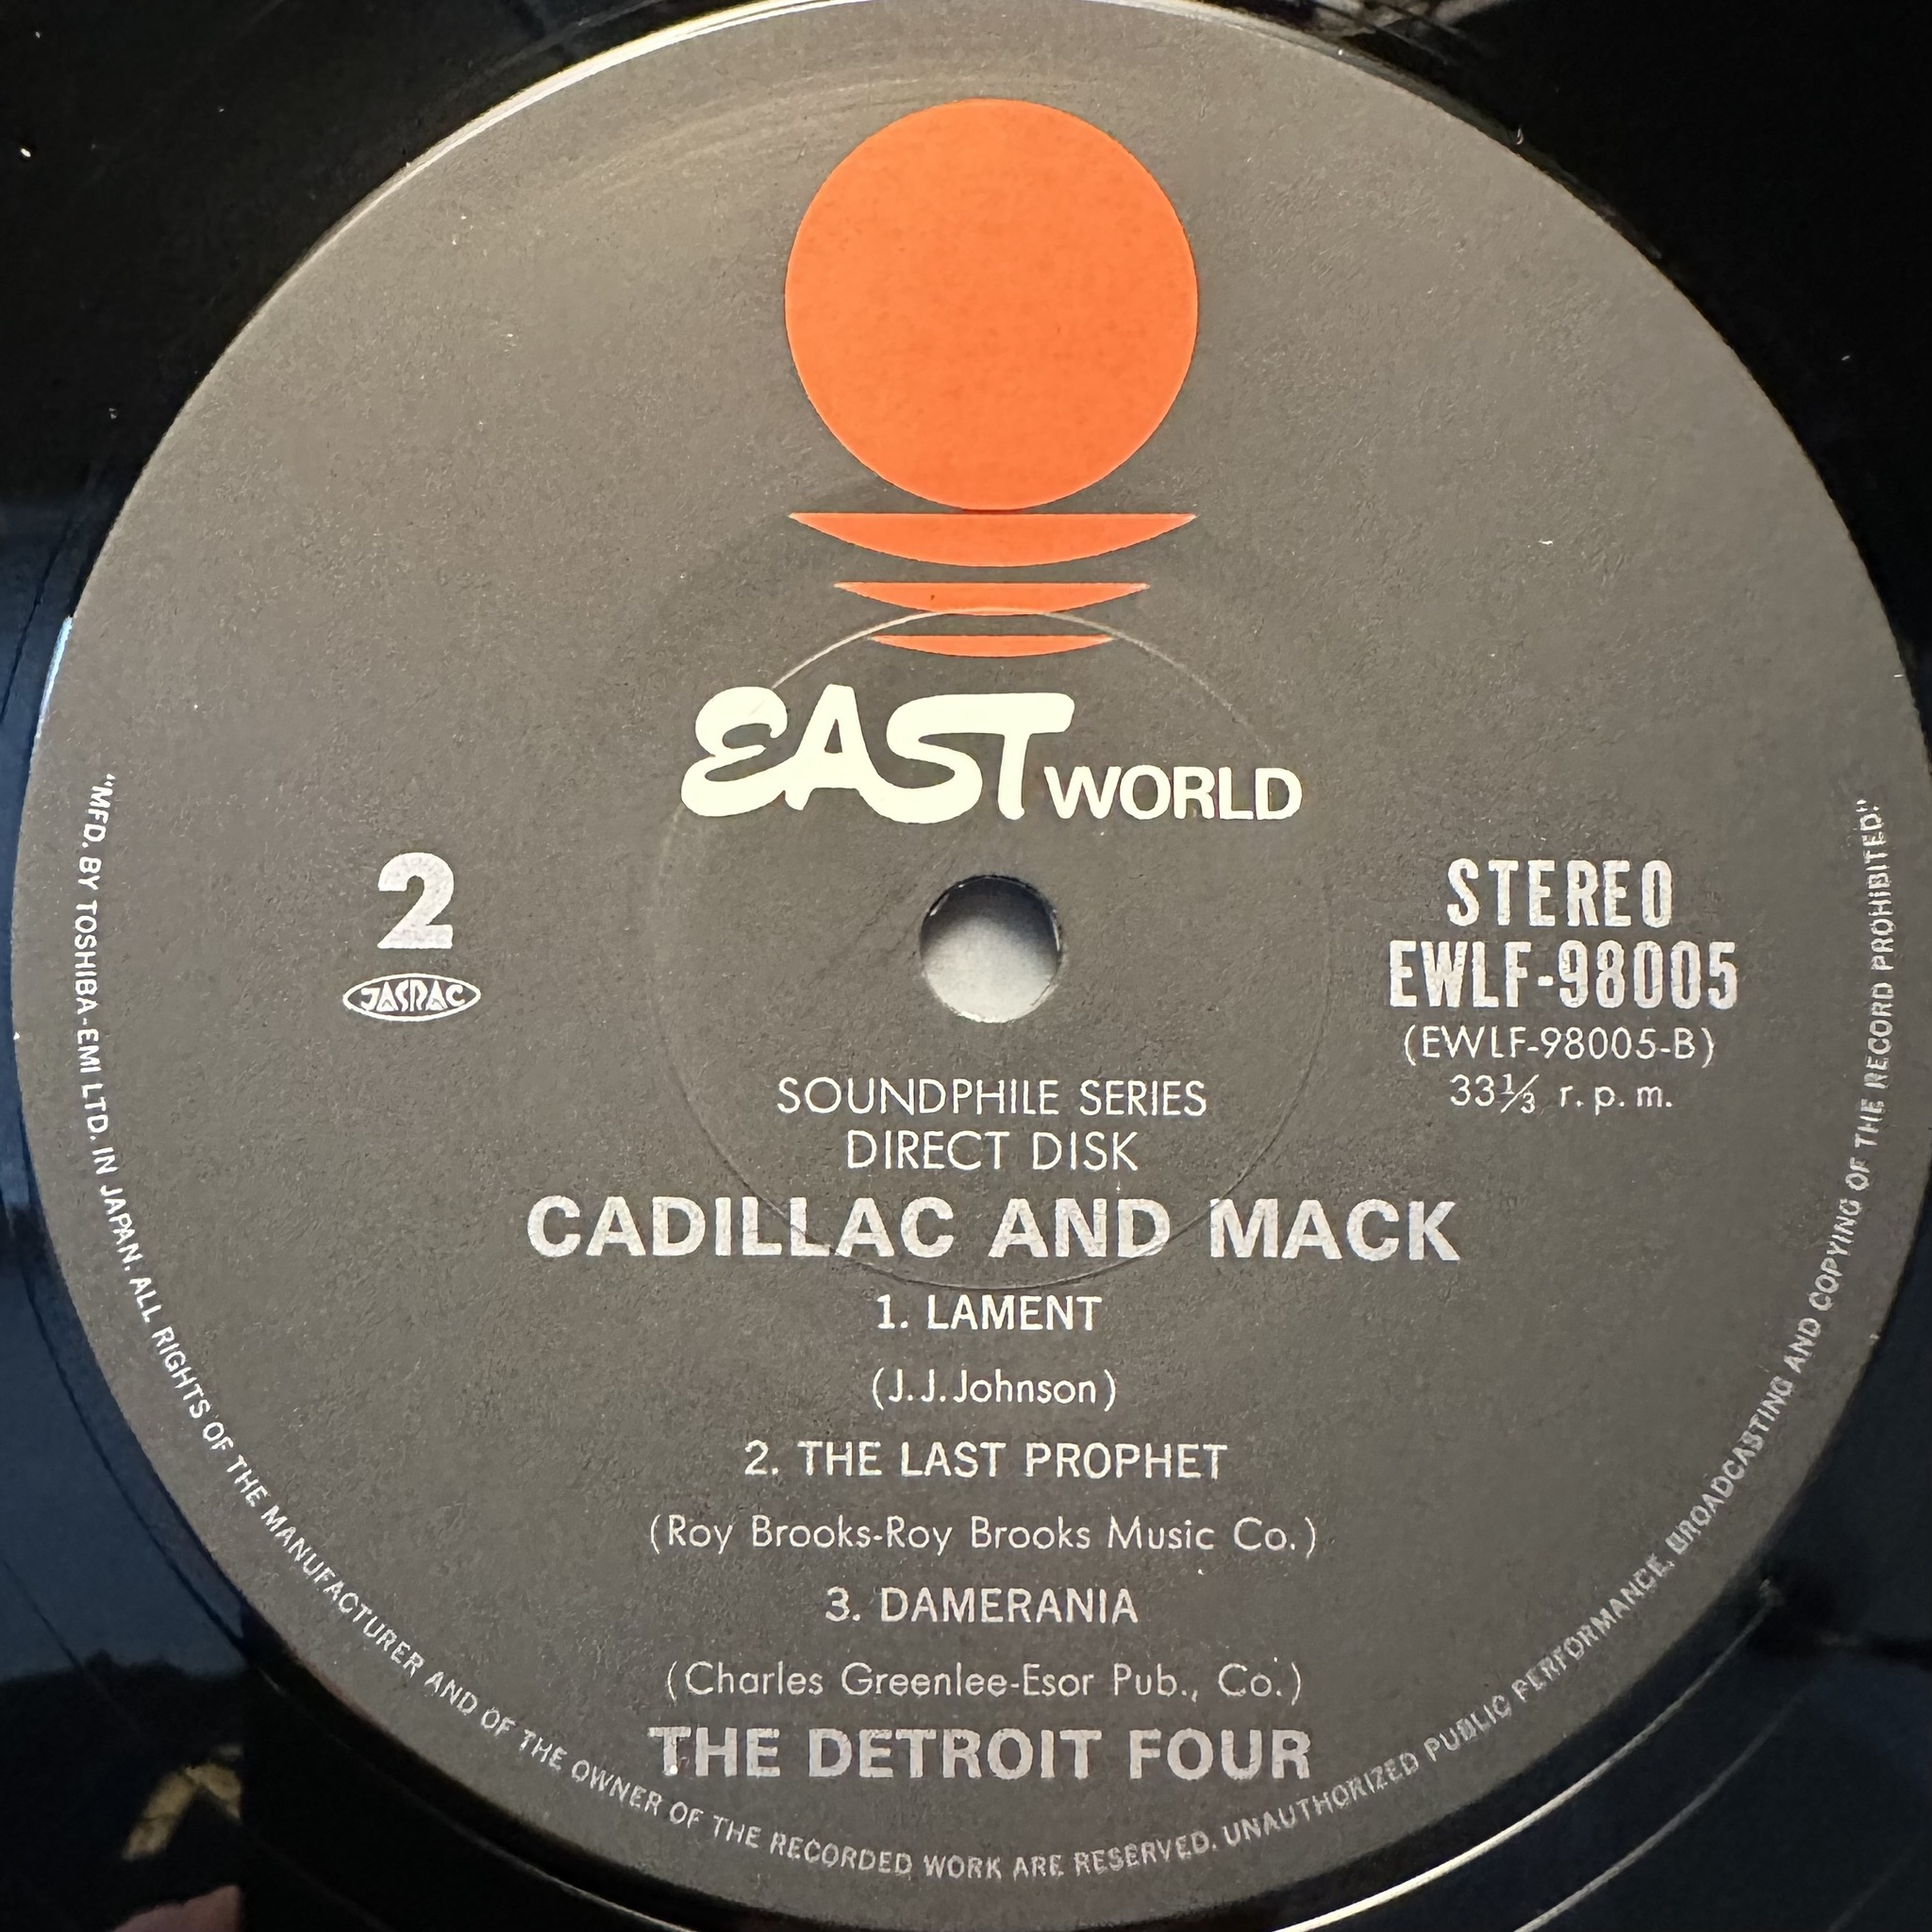 EAST WORLD
2
JASRAC
STEREO
EWLF-98005
(EWLF-98005-B)
33⅓ r.p.m.
SOUNDPHILE SERIES
DIRECT DISK
CADILLAC AND MACK
1. LAMENT
(J.J.Johnson)
2. THE LAST PROPHET
(Roy Brooks-Roy Brooks Music Co.)
3. DAMERANIA
(Charles Greenlee-Esor Pub., Co.)
THE DETROIT FOUR
"MFD. BY TOSHIBA-EMI LTD. IN JAPAN. ALL RIGHTS OF THE MANUFACTURER AND OF THE OWNER OF THE RECORDED WORK ARE RESERVED. UNAUTHORIZED PUBLIC PERFORMANCE, BROADCASTING AND COPYING OF THE RECORD PROHIBITED!"